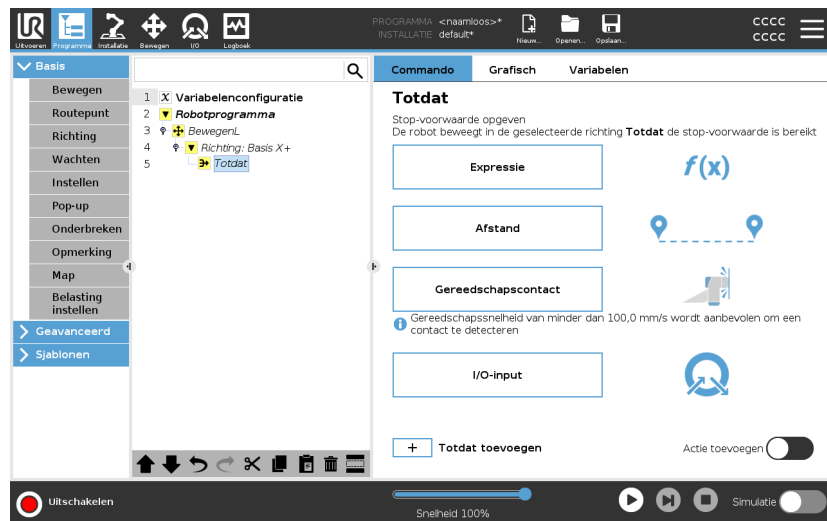 PROGRAMMA <naamloos>*
INSTALLATIE default*
Uitvoeren
Programma
Installatie
Bewegen
I/O
Logboek
Nieuw...
Openen...
Opslaan...
cccc
cccc
Basis
Bewegen
Routepunt
Richting
Wachten
Instellen
Pop-up
Onderbreken
Opmerking
Map
Belasting
instellen
Geavanceerd
Sjablonen
1 X Variabelenconfiguratie
2 Robotprogramma
3 BewegenL
4 Richting: Basis X+
5 Totdat
Commando
Grafisch
Variabelen
Totdat
Stop-voorwaarde opgeven
De robot beweegt in de geselecteerde richting Totdat de stop-voorwaarde is bereikt
Expressie
f(x)
Afstand
Gereedschapscontact
Gereedschapssnelheid van minder dan 100,0 mm/s wordt aanbevolen om een
contact te detecteren
I/O-input
+ Totdat toevoegen
Actie toevoegen
Uitschakelen
Snelheid 100%
Simulatie